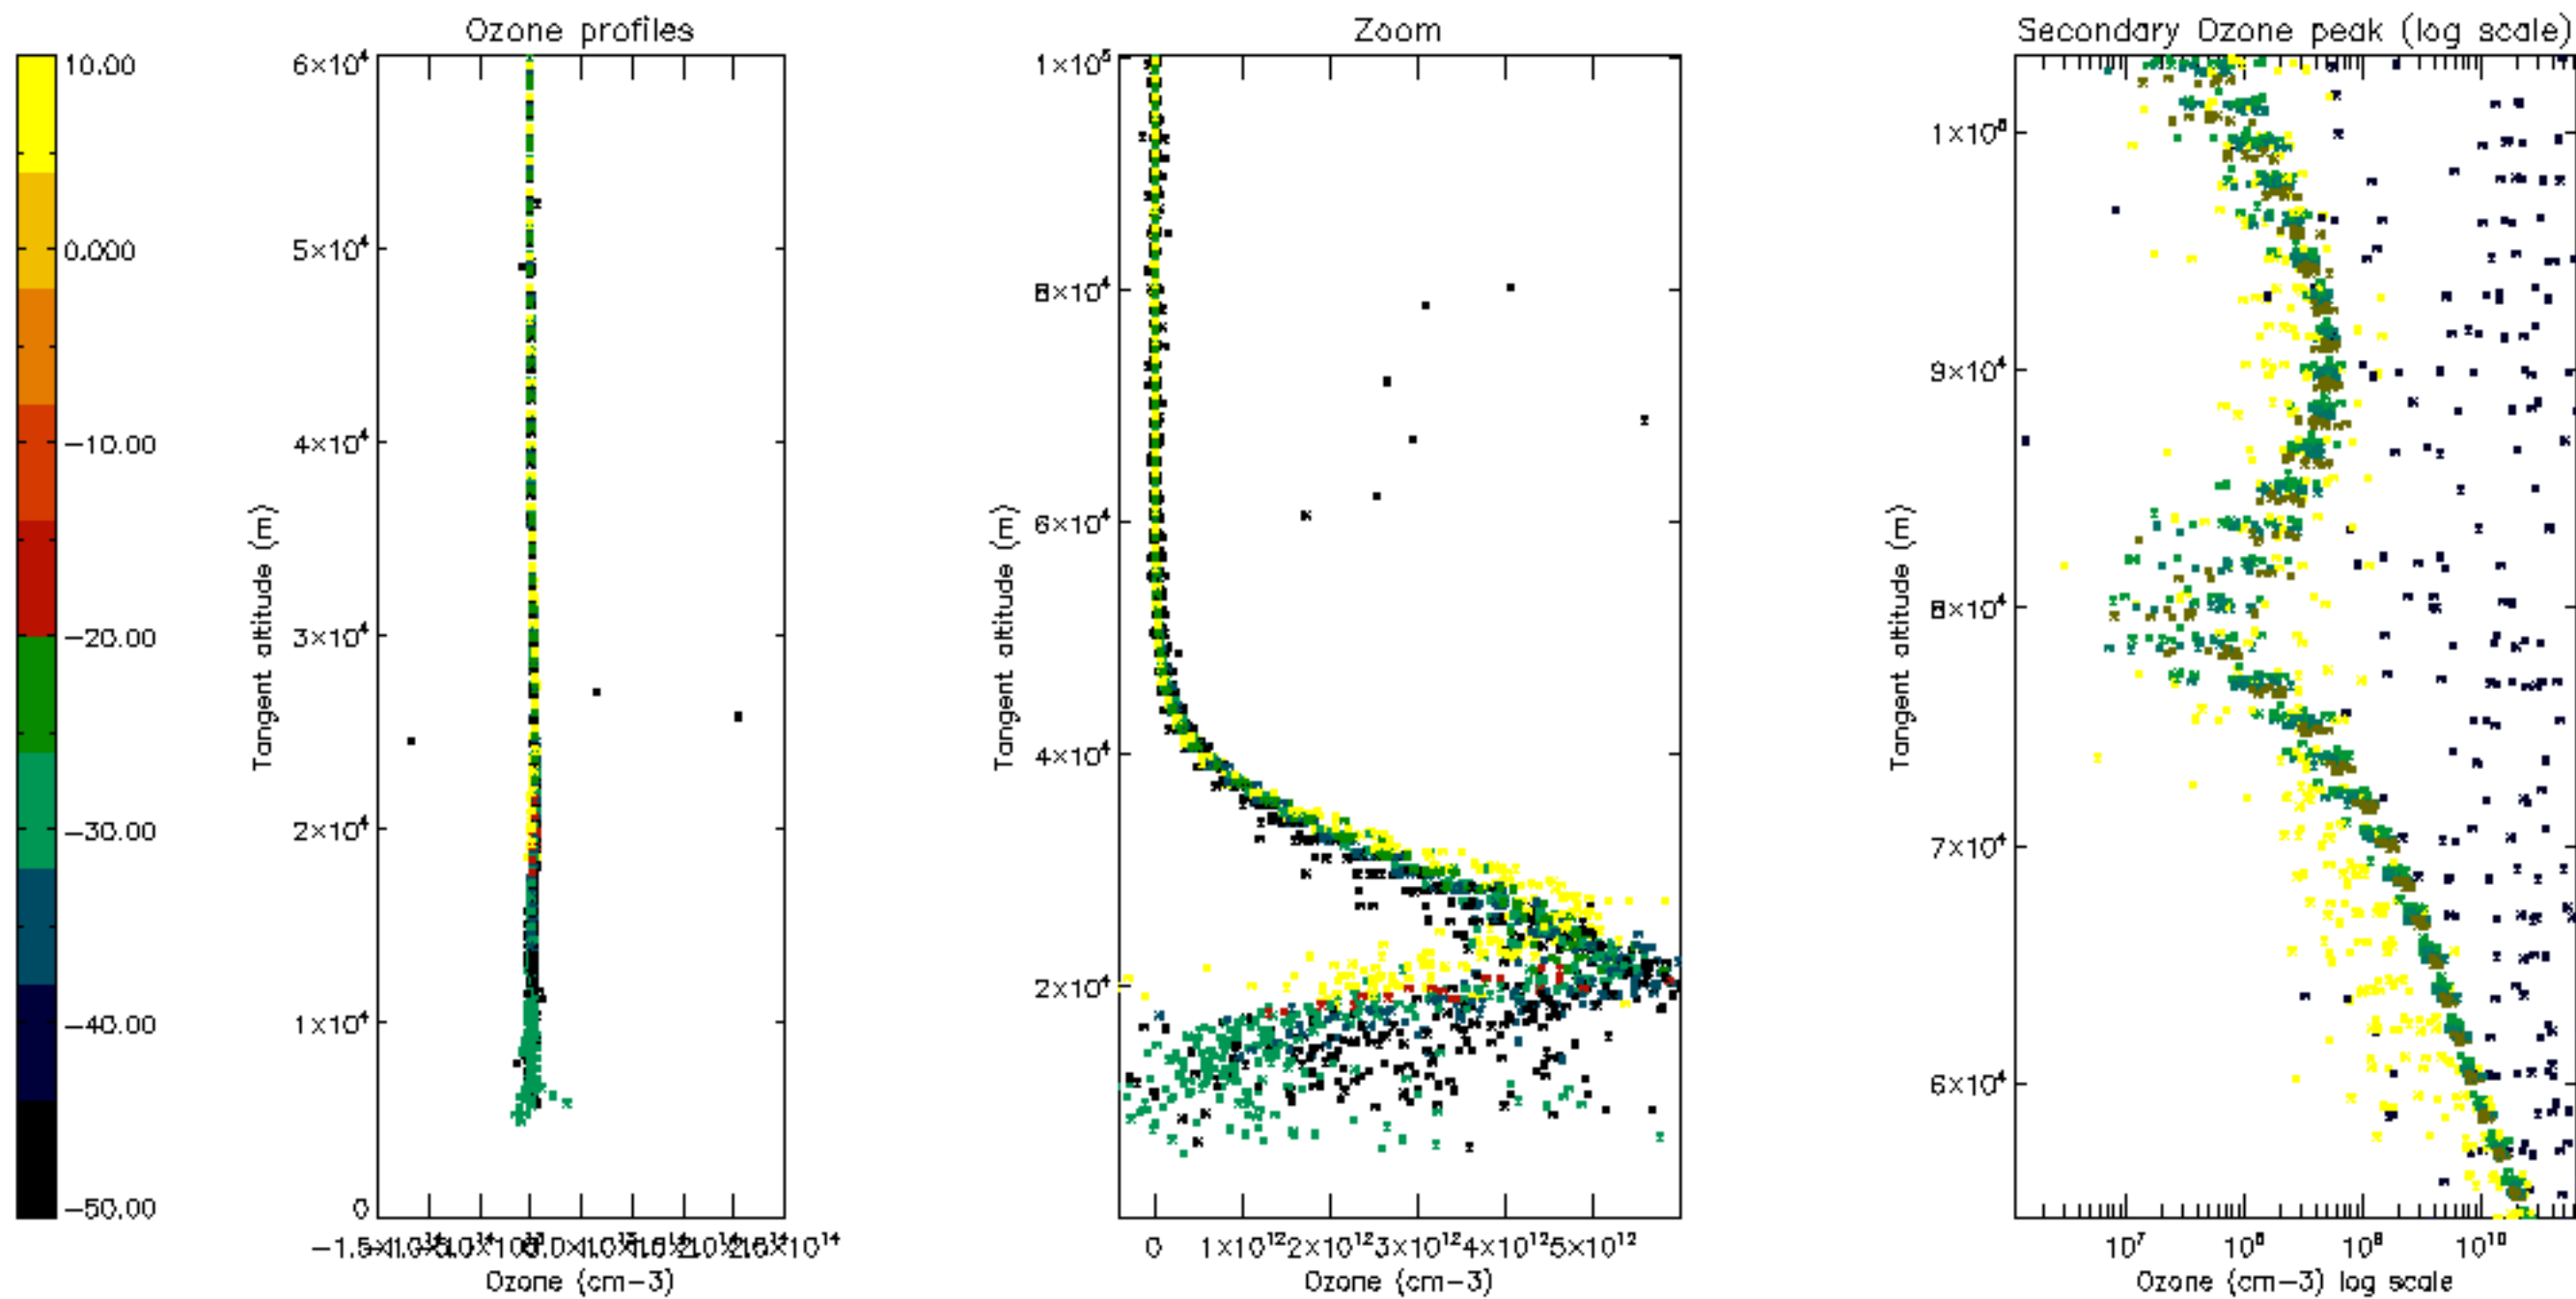 Ozone profiles
Zoom
Secondary Ozone peak (log scale)
10.00
0.000
−10.00
−20.00
−30.00
−40.00
−50.00
6×10⁴
5×10⁴
4×10⁴
3×10⁴
2×10⁴
1×10⁴
0
Tangent altitude (m)
Ozone (cm−3)
1×10⁵
8×10⁴
6×10⁴
4×10⁴
2×10⁴
Tangent altitude (m)
0 1×10¹² 2×10¹² 3×10¹² 4×10¹² 5×10¹²
Ozone (cm−3)
9×10⁴
8×10⁴
7×10⁴
6×10⁴
Tangent altitude (m)
10⁷ 10⁸ 10⁹ 10¹⁰
Ozone (cm−3) log scale